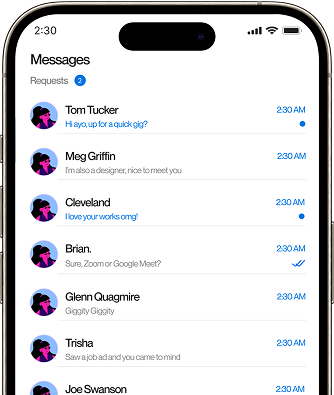 2:30
Messages
Requests 2
Tom Tucker 2:30 AM
Hi ayo, up for a quick gig?
Meg Griffin 2:30 AM
I'm also a designer, nice to meet you
Cleveland 2:30 AM
I love your works omg!
Brian. 2:30 AM
Sure, Zoom or Google Meet?
Glenn Quagmire 2:30 AM
Giggity Giggity
Trisha 2:30 AM
Saw a job ad and you came to mind
Joe Swanson 2:30 AM